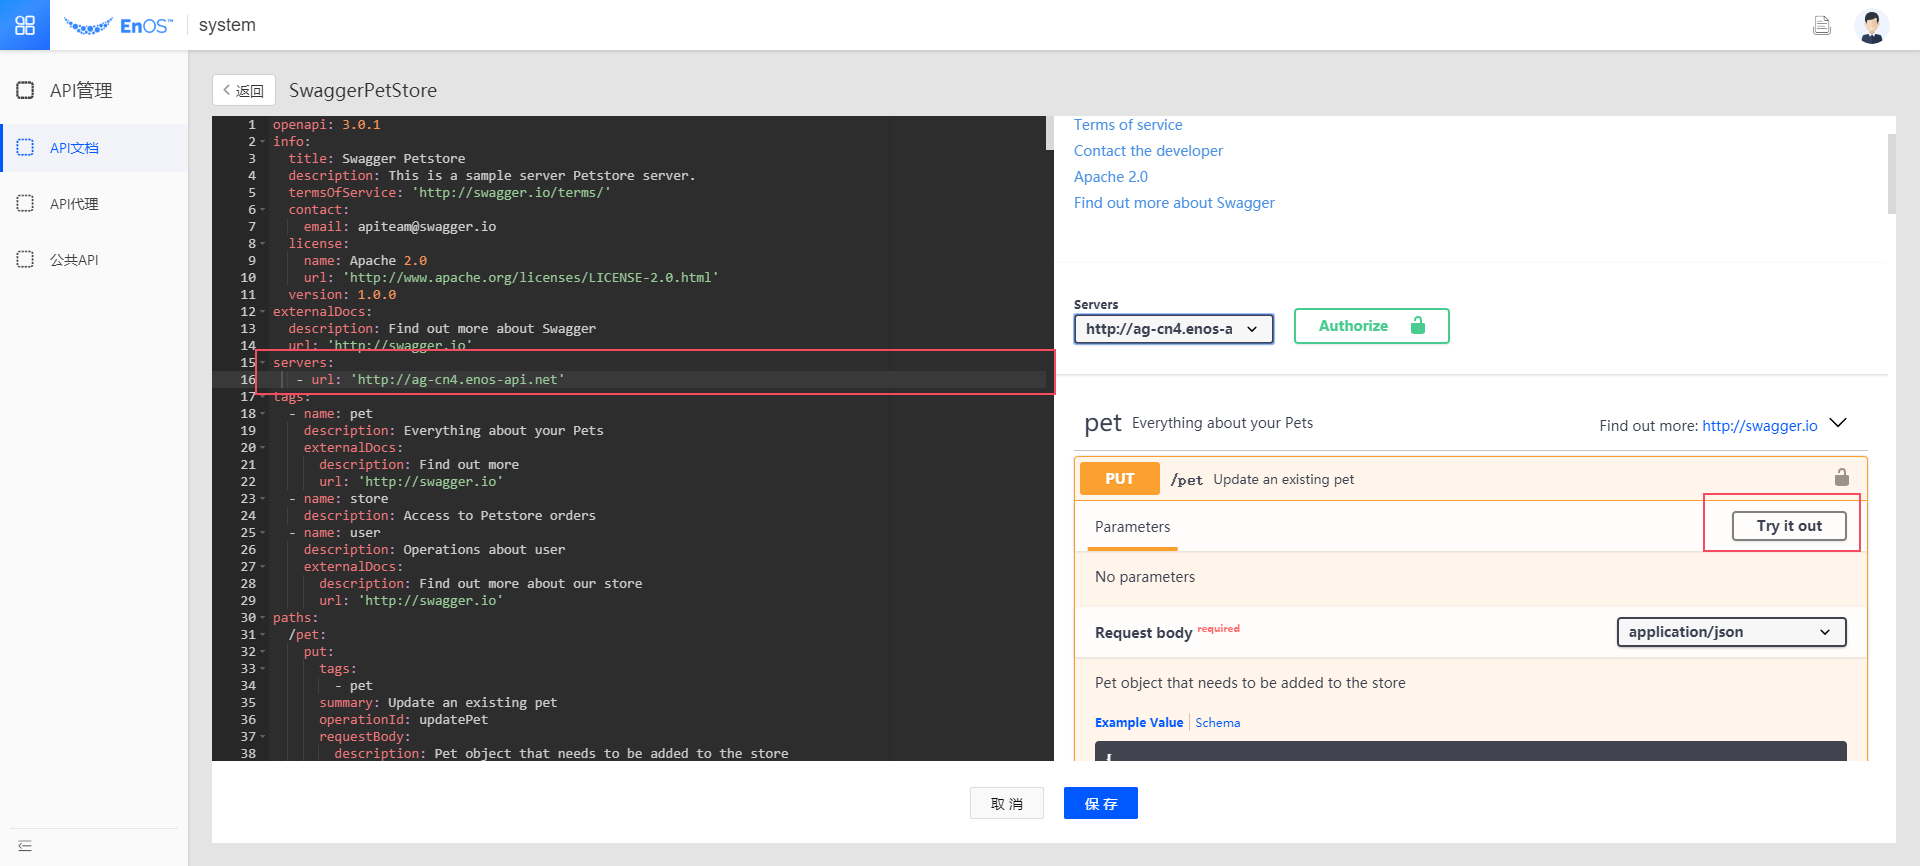 EnOS™
system
API管理
API文档
API代理
公共API
返回
SwaggerPetStore
1 openapi: 3.0.1
2 info:
3 title: Swagger Petstore
4 description: This is a sample server Petstore server.
5 termsOfService: 'http://swagger.io/terms/'
6 contact:
7 email: apiteam@swagger.io
8 license:
9 name: Apache 2.0
10 url: 'http://www.apache.org/licenses/LICENSE-2.0.html'
11 version: 1.0.0
12 externalDocs:
13 description: Find out more about Swagger
14 url: 'http://swagger.io'
15 servers:
16 - url: 'http://ag-cn4.enos-api.net'
17 tags:
18 - name: pet
19 description: Everything about your Pets
20 externalDocs:
21 description: Find out more
22 url: 'http://swagger.io'
23 - name: store
24 description: Access to Petstore orders
25 - name: user
26 description: Operations about user
27 externalDocs:
28 description: Find out more about our store
29 url: 'http://swagger.io'
30 paths:
31 /pet:
32 put:
33 tags:
34 - pet
35 summary: Update an existing pet
36 operationId: updatePet
37 requestBody:
38 description: Pet object that needs to be added to the store
Terms of service
Contact the developer
Apache 2.0
Find out more about Swagger
Servers
http://ag-cn4.enos-a
Authorize
pet Everything about your Pets
Find out more: http://swagger.io
PUT /pet Update an existing pet
Parameters
Try it out
No parameters
Request body required
application/json
Pet object that needs to be added to the store
Example Value
Schema
{
取 消
保 存